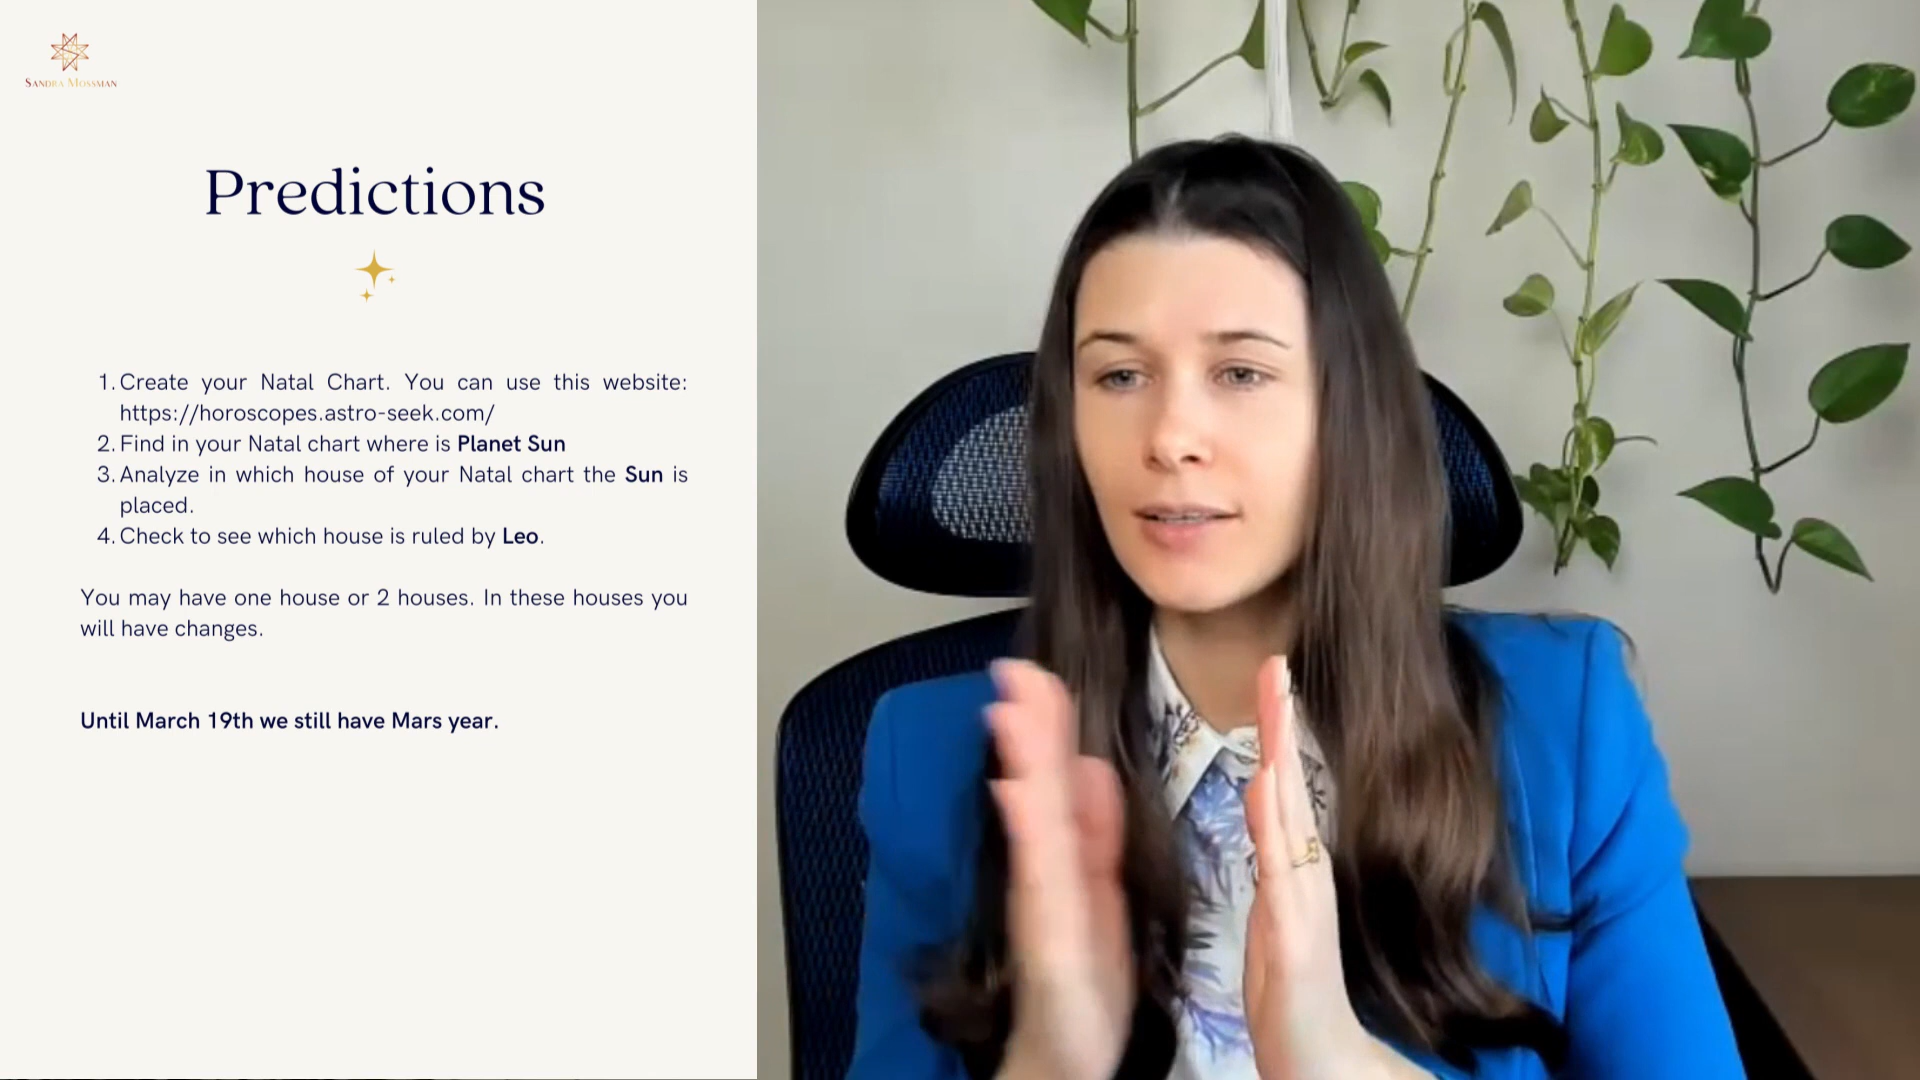 SANDRA MOSSMAN
Predictions
1. Create your Natal Chart. You can use this website:
https://horoscopes.astro-seek.com/
2. Find in your Natal chart where is Planet Sun
3. Analyze in which house of your Natal chart the Sun is
placed.
4. Check to see which house is ruled by Leo.
You may have one house or 2 houses. In these houses you
will have changes.
Until March 19th we still have Mars year.